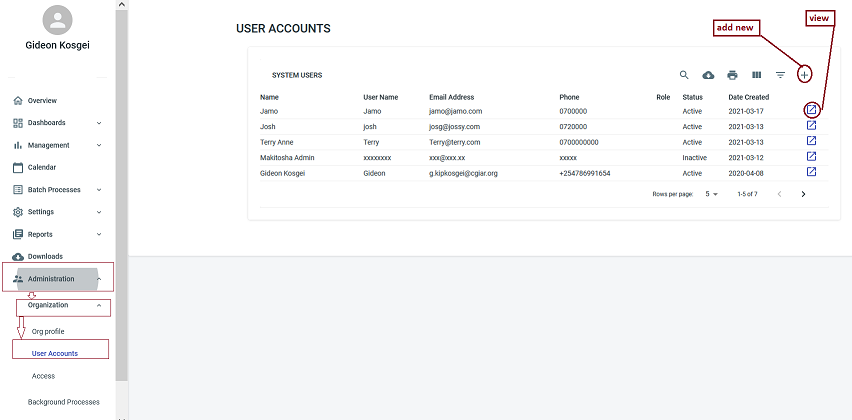 Gideon Kosgei
Overview
Dashboards
Management
Calendar
Batch Processes
Settings
Reports
Downloads
Administration
Organization
Org profile
User Accounts
Access
Background Processes
USER ACCOUNTS
add new
view
SYSTEM USERS
Name User Name Email Address Phone Role Status Date Created
Jamo Jamo jamo@jamo.com 0700000 Active 2021-03-17
Josh josh josg@jossy.com 0720000 Active 2021-03-13
Terry Anne Terry Terry@terry.com 0700000000 Active 2021-03-13
Makitosha Admin xxxxxxxx xxx@xxx.xx xxxxx Inactive 2021-03-12
Gideon Kosgei Gideon g.kipkosgei@cgiar.org +254786991654 Active 2020-04-08
Rows per page: 5 1-5 of 7